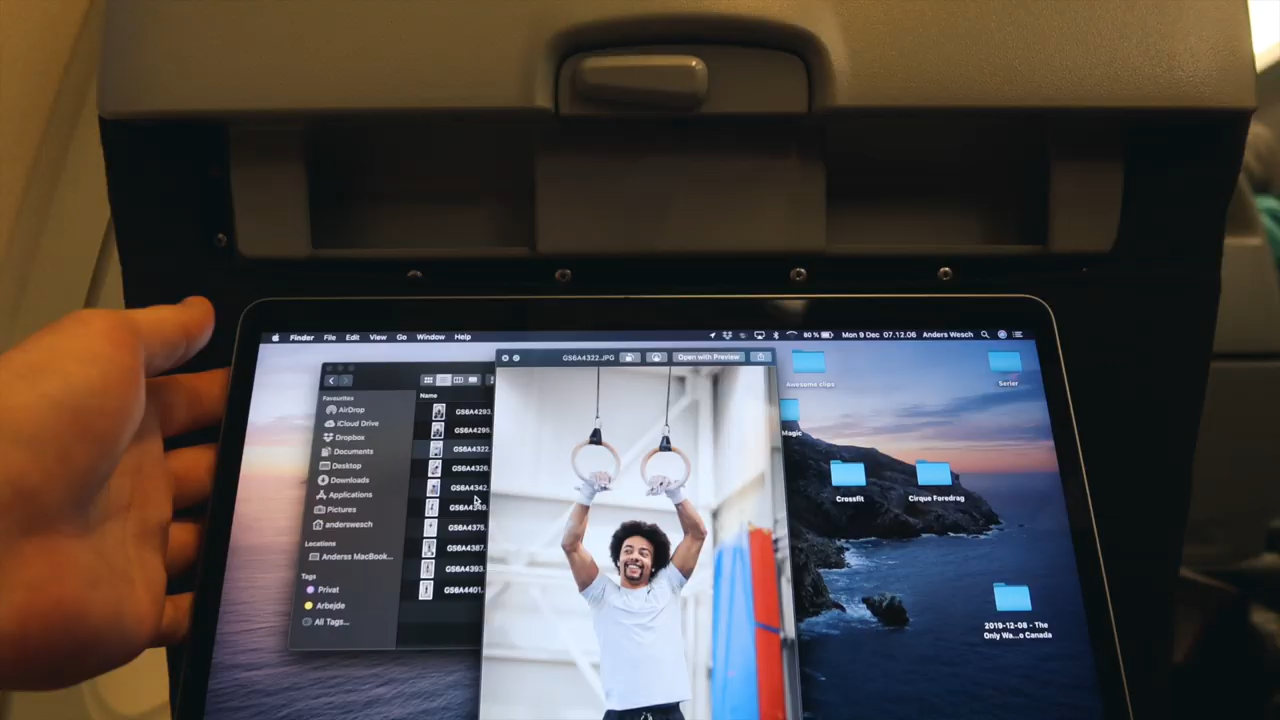 Finder File Edit View Go Window Help
80 % Mon 9 Dec 07.12.06 Anders Wesch
GS6A4322.JPG Open with Preview
Favourites
AirDrop
iCloud Drive
Dropbox
Documents
Desktop
Downloads
Applications
Pictures
anderswesch
Locations
Anderss MacBook...
Tags
Privat
Arbejde
All Tags...
Name
GS6A4293.
GS6A4295.
GS6A4322.
GS6A4326.
GS6A4342.
GS6A4375.
GS6A4387.
GS6A4393.
GS6A4401.
Awesome clips
Serier
Magic
Crossfit
Cirque Foredrag
2019-12-08 - The
Only Wa...o Canada